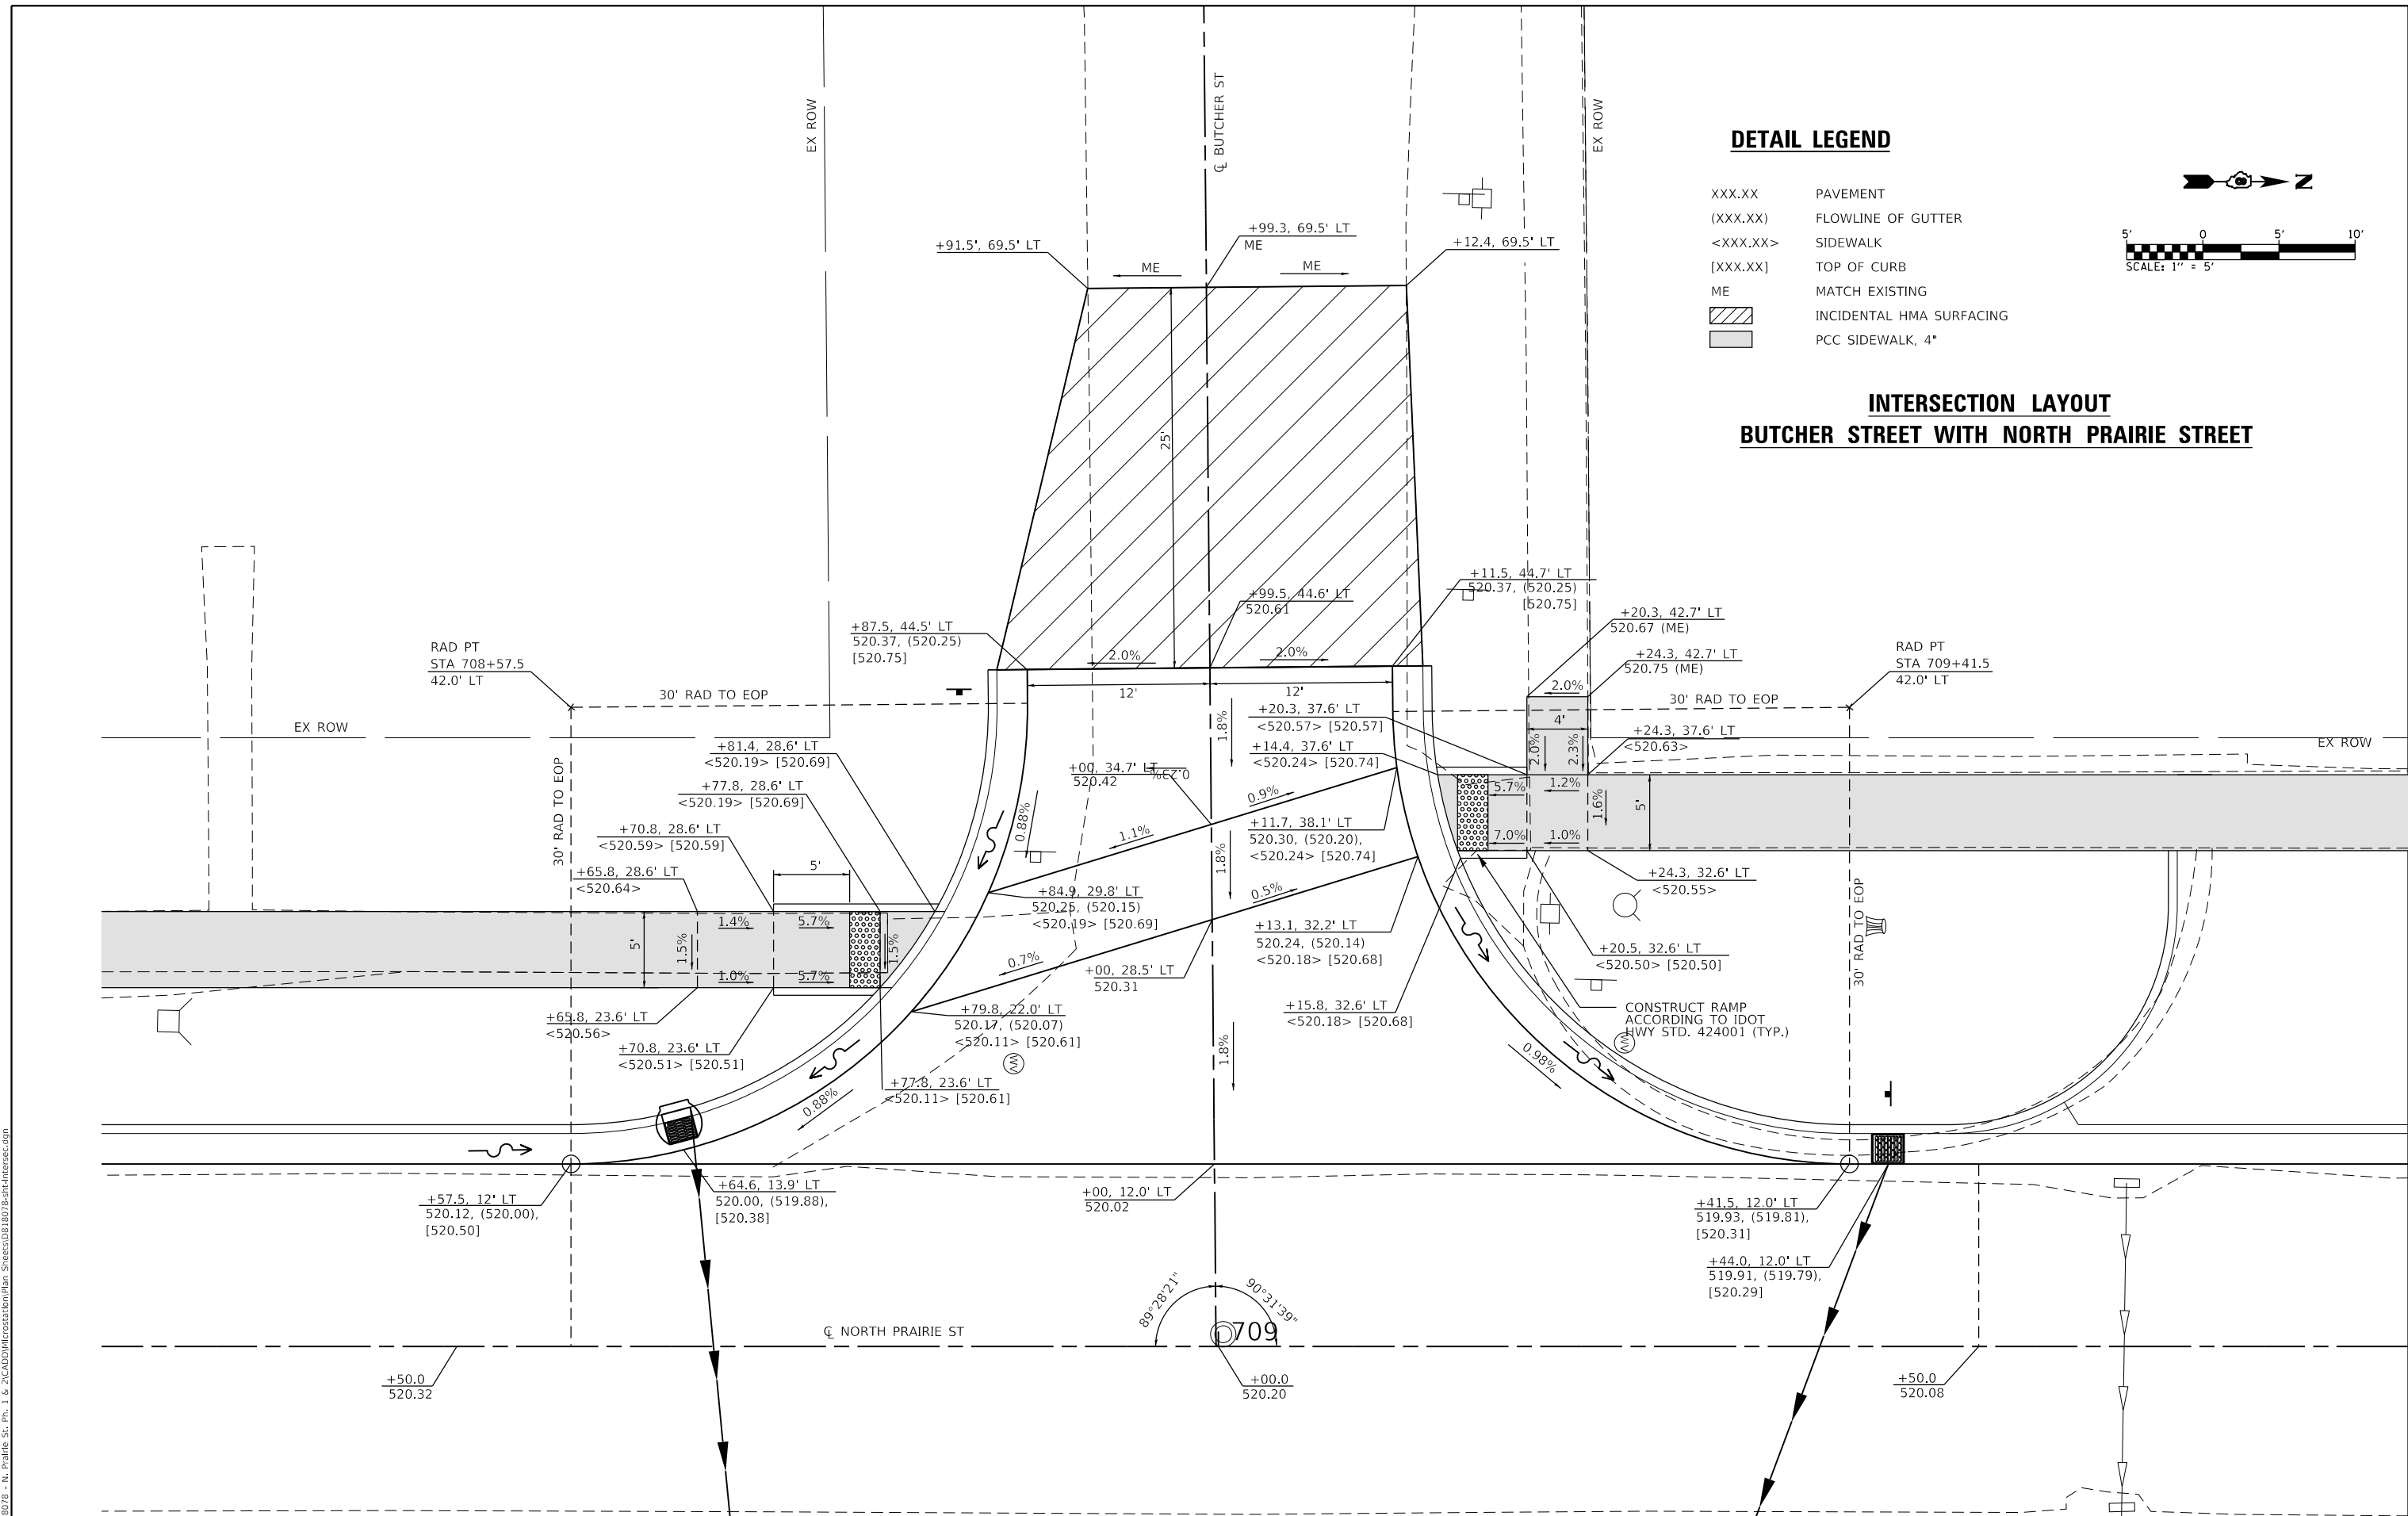 DETAIL LEGEND
XXX.XX PAVEMENT
(XXX.XX) FLOWLINE OF GUTTER
<XXX.XX> SIDEWALK
[XXX.XX] TOP OF CURB
ME MATCH EXISTING
INCIDENTAL HMA SURFACING
PCC SIDEWALK, 4"
N
5' 0 5' 10'
SCALE: 1" = 5'
INTERSECTION LAYOUT
BUTCHER STREET WITH NORTH PRAIRIE STREET
EX ROW
℄ BUTCHER ST
EX ROW
+91.5', 69.5' LT
+99.3, 69.5' LT
ME
+12.4, 69.5' LT
ME
ME
25'
+87.5, 44.5' LT
520.37, (520.25)
[520.75]
+99.5, 44.6' LT
520.61
+11.5, 44.7' LT
520.37, (520.25)
[520.75]
2.0%
2.0%
12'
12'
RAD PT
STA 708+57.5
42.0' LT
30' RAD TO EOP
EX ROW
30' RAD TO EOP
+20.3, 42.7' LT
520.67 (ME)
+24.3, 42.7' LT
520.75 (ME)
RAD PT
STA 709+41.5
42.0' LT
30' RAD TO EOP
2.0%
4'
2.0%
2.3%
+20.3, 37.6' LT
<520.57> [520.57]
+14.4, 37.6' LT
<520.24> [520.74]
+24.3, 37.6' LT
<520.63>
EX ROW
1.8%
+81.4, 28.6' LT
<520.19> [520.69]
+77.8, 28.6' LT
<520.19> [520.69]
+70.8, 28.6' LT
<520.59> [520.59]
+65.8, 28.6' LT
<520.64>
5'
+00, 34.7' LT
520.42
0.23%
0.9%
1.1%
0.88%
1.8%
+11.7, 38.1' LT
520.30, (520.20),
<520.24> [520.74]
5.7%
1.2%
7.0%
1.0%
1.6%
5'
+24.3, 32.6' LT
<520.55>
+84.9, 29.8' LT
520.25, (520.15)
<520.19> [520.69]
0.5%
0.7%
+13.1, 32.2' LT
520.24, (520.14)
<520.18> [520.68]
+20.5, 32.6' LT
<520.50> [520.50]
30' RAD TO EOP
5'
1.5%
1.4%
5.7%
1.0%
5.7%
1.5%
+00, 28.5' LT
520.31
+15.8, 32.6' LT
<520.18> [520.68]
CONSTRUCT RAMP
ACCORDING TO IDOT
HWY STD. 424001 (TYP.)
+65.8, 23.6' LT
<520.56>
+70.8, 23.6' LT
<520.51> [520.51]
+79.8, 22.0' LT
520.17, (520.07)
<520.11> [520.61]
+77.8, 23.6' LT
<520.11> [520.61]
1.8%
0.88%
0.98%
+57.5, 12' LT
520.12, (520.00),
[520.50]
+64.6, 13.9' LT
520.00, (519.88),
[520.38]
+00, 12.0' LT
520.02
+41.5, 12.0' LT
519.93, (519.81),
[520.31]
+44.0, 12.0' LT
519.91, (519.79),
[520.29]
89°28'21"
90°31'39"
℄ NORTH PRAIRIE ST
709
+50.0
520.32
+00.0
520.20
+50.0
520.08
8078 - N. Prairie St. Ph. 1 & 2\CADD\Microstation\Plan Sheets\D818078-sht-Intersec.dgn